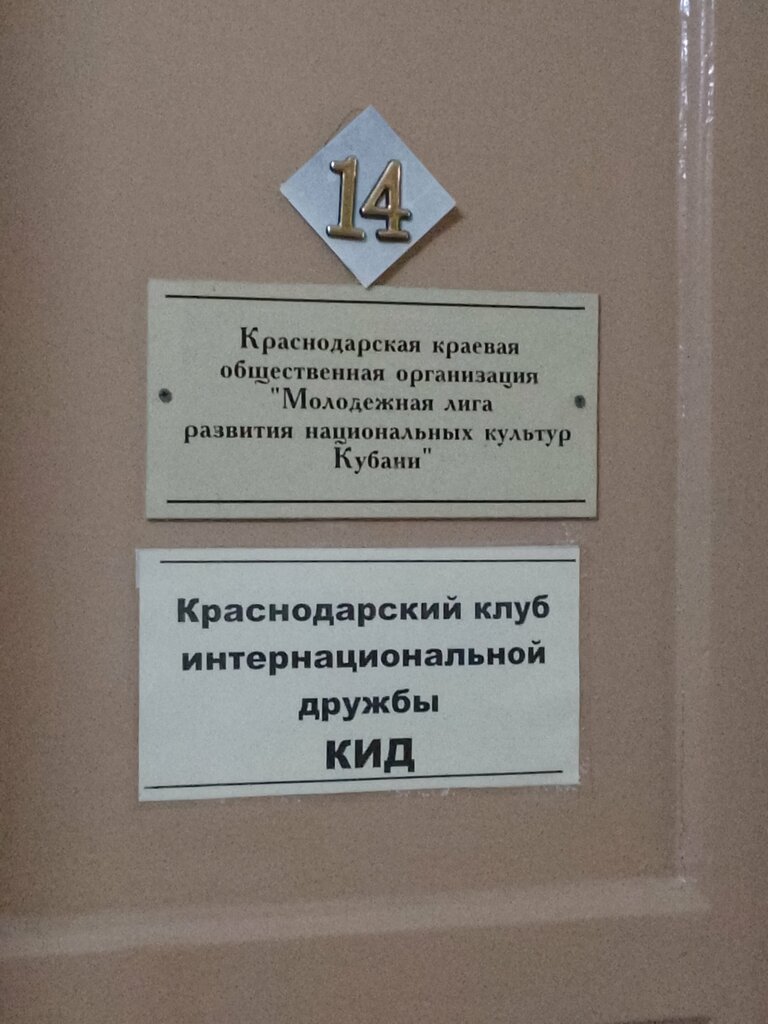 14
Краснодарская краевая
общественная организация
"Молодежная лига
развития национальных культур
Кубани"
Краснодарский клуб
интернациональной
дружбы
КИД